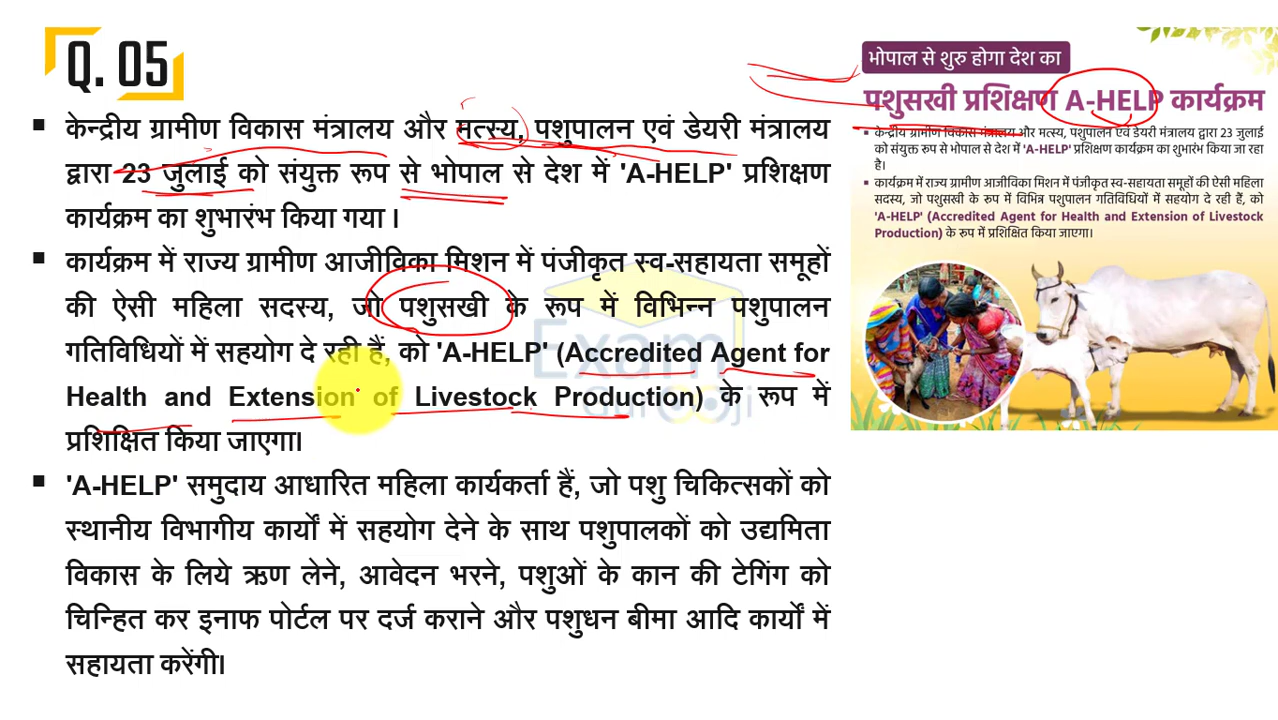 Q. 05
केन्द्रीय ग्रामीण विकास मंत्रालय और मत्स्य, पशुपालन एवं डेयरी मंत्रालय
द्वारा 23 जुलाई को संयुक्त रूप से भोपाल से देश में 'A-HELP' प्रशिक्षण
कार्यक्रम का शुभारंभ किया गया ।
कार्यक्रम में राज्य ग्रामीण आजीविका मिशन में पंजीकृत स्व-सहायता समूहों
की ऐसी महिला सदस्य, जो पशुसखी के रूप में विभिन्न पशुपालन
गतिविधियों में सहयोग दे रही हैं, को 'A-HELP' (Accredited Agent for
Health and Extension of Livestock Production) के रूप में
प्रशिक्षित किया जाएगा।
'A-HELP' समुदाय आधारित महिला कार्यकर्ता हैं, जो पशु चिकित्सकों को
स्थानीय विभागीय कार्यों में सहयोग देने के साथ पशुपालकों को उद्यमिता
विकास के लिये ऋण लेने, आवेदन भरने, पशुओं के कान की टेगिंग को
चिन्हित कर इनाफ पोर्टल पर दर्ज कराने और पशुधन बीमा आदि कार्यों में
सहायता करेंगी।
भोपाल से शुरु होगा देश का
पशुसखी प्रशिक्षण A-HELP कार्यक्रम
केन्द्रीय ग्रामीण विकास मंत्रालय और मत्स्य, पशुपालन एवं डेयरी मंत्रालय द्वारा 23 जुलाई
को संयुक्त रूप से भोपाल से देश में 'A-HELP' प्रशिक्षण कार्यक्रम का शुभारंभ किया जा रहा
है।
कार्यक्रम में राज्य ग्रामीण आजीविका मिशन में पंजीकृत स्व-सहायता समूहों की ऐसी महिला
सदस्य, जो पशुसखी के रूप में विभिन्न पशुपालन गतिविधियों में सहयोग दे रही हैं, को
'A-HELP' (Accredited Agent for Health and Extension of Livestock
Production) के रूप में प्रशिक्षित किया जाएगा।
Exam